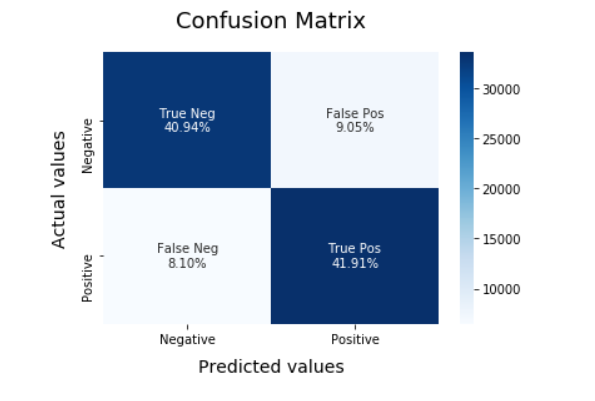 Confusion Matrix
True Neg
40.94%
False Pos
9.05%
False Neg
8.10%
True Pos
41.91%
Negative
Positive
Actual values
Negative
Positive
Predicted values
30000
25000
20000
15000
10000